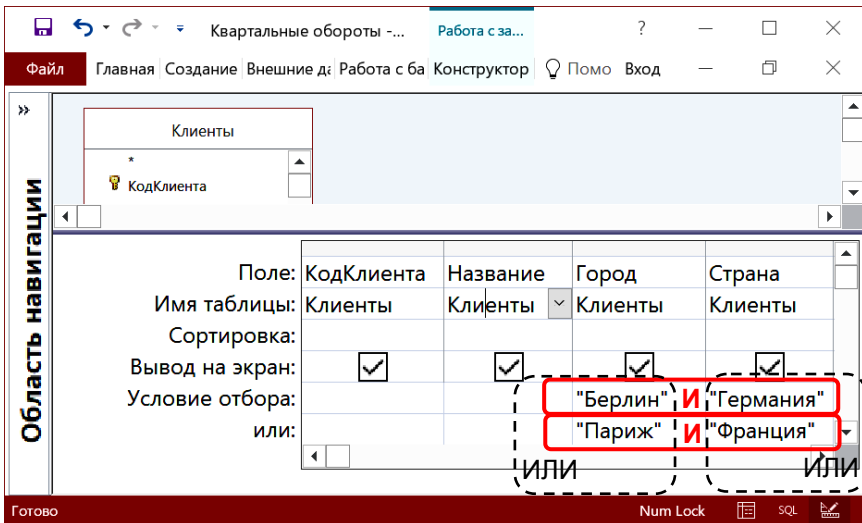 Квартальные обороты -... Работа с за... ?
Файл Главная Создание Внешние да Работа с ба Конструктор Помо Вход
»
Область навигации
Клиенты
*
КодКлиента
Поле: КодКлиента Название Город Страна
Имя таблицы: Клиенты Клиенты Клиенты Клиенты
Сортировка:
Вывод на экран:
Условие отбора: "Берлин" И "Германия"
или: "Париж" И "Франция"
ИЛИ ИЛИ
Готово Num Lock SQL